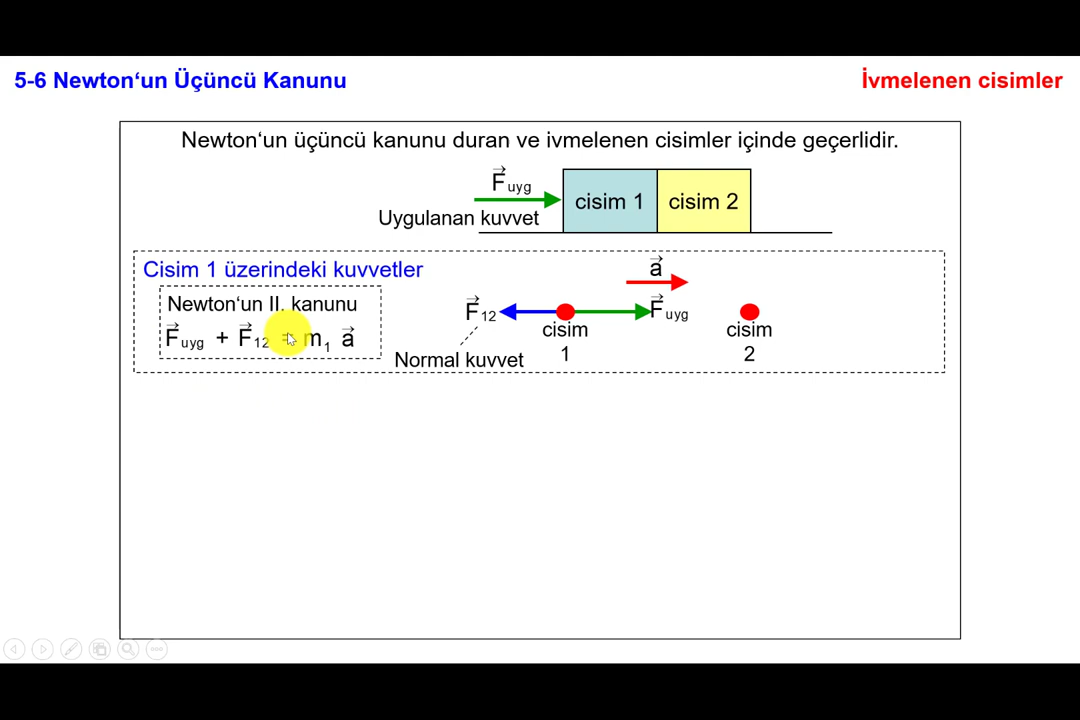 5-6 Newton‘un Üçüncü Kanunu
İvmelenen cisimler
Newton‘un üçüncü kanunu duran ve ivmelenen cisimler içinde geçerlidir.
F uyg
Uygulanan kuvvet
cisim 1
cisim 2
Cisim 1 üzerindeki kuvvetler
Newton‘un II. kanunu
F uyg + F 12 = m 1 a
a
F 12
F uyg
Normal kuvvet
cisim
1
cisim
2